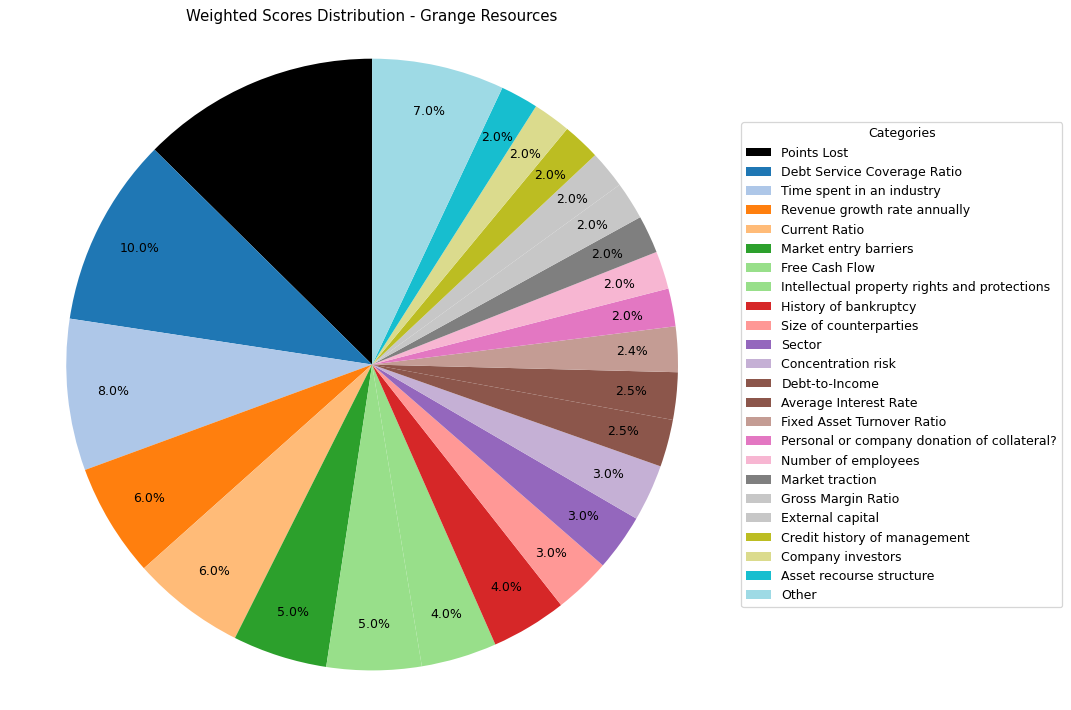 Weighted Scores Distribution - Grange Resources
7.0%
2.0%
2.0%
2.0%
2.0%
2.0%
2.0%
2.0%
2.0%
2.4%
2.5%
2.5%
3.0%
3.0%
3.0%
4.0%
4.0%
5.0%
5.0%
6.0%
6.0%
8.0%
10.0%
Categories
Points Lost
Debt Service Coverage Ratio
Time spent in an industry
Revenue growth rate annually
Current Ratio
Market entry barriers
Free Cash Flow
Intellectual property rights and protections
History of bankruptcy
Size of counterparties
Sector
Concentration risk
Debt-to-Income
Average Interest Rate
Fixed Asset Turnover Ratio
Personal or company donation of collateral?
Number of employees
Market traction
Gross Margin Ratio
External capital
Credit history of management
Company investors
Asset recourse structure
Other